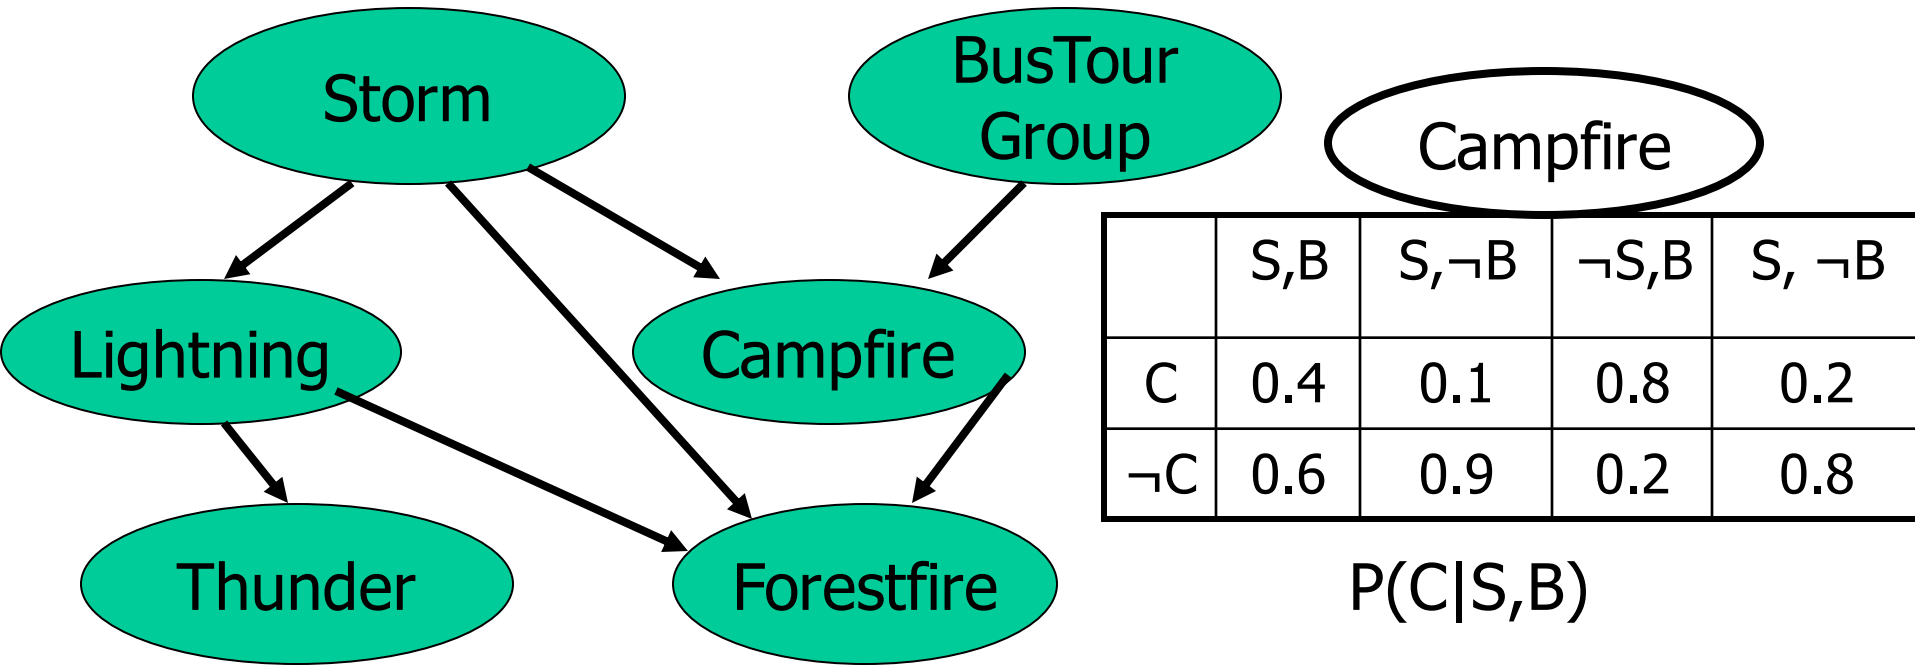 Storm
BusTour
Group
Lightning
Campfire
Thunder
Forestfire
Campfire
S,B S,¬B ¬S,B S, ¬B
C 0.4 0.1 0.8 0.2
¬C 0.6 0.9 0.2 0.8
P(C|S,B)